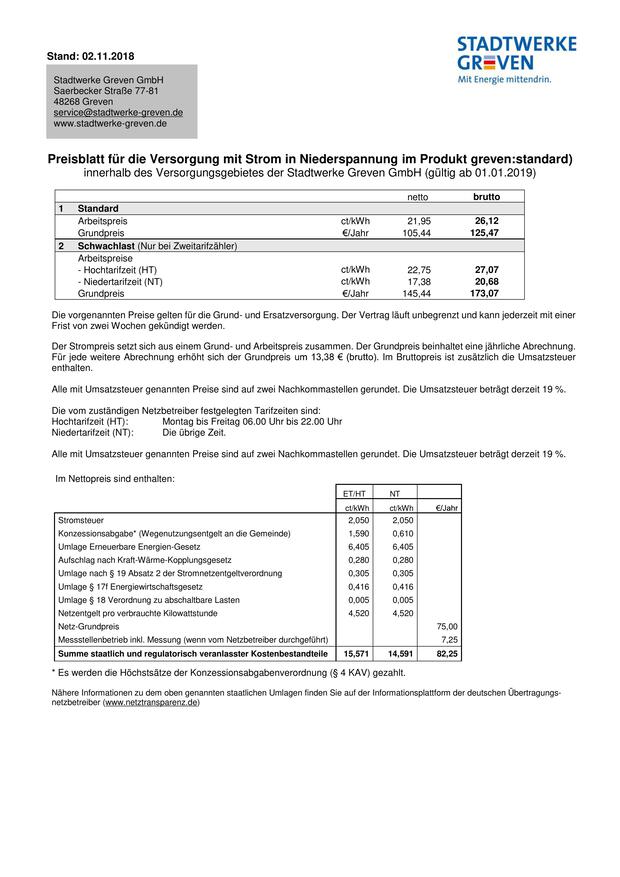 STADTWERKE
GREVEN
Mit Energie mittendrin.
Stand: 02.11.2018
Stadtwerke Greven GmbH
Saerbecker Straße 77-81
48268 Greven
service@stadtwerke-greven.de
www.stadtwerke-greven.de
Preisblatt für die Versorgung mit Strom in Niederspannung im Produkt greven:standard)
innerhalb des Versorgungsgebietes der Stadtwerke Greven GmbH (gültig ab 01.01.2019)
netto brutto
1 Standard
Arbeitspreis ct/kWh 21,95 26,12
Grundpreis €/Jahr 105,44 125,47
2 Schwachlast (Nur bei Zweitarifzähler)
Arbeitspreise
- Hochtarifzeit (HT) ct/kWh 22,75 27,07
- Niedertarifzeit (NT) ct/kWh 17,38 20,68
Grundpreis €/Jahr 145,44 173,07
Die vorgenannten Preise gelten für die Grund- und Ersatzversorgung. Der Vertrag läuft unbegrenzt und kann jederzeit mit einer
Frist von zwei Wochen gekündigt werden.
Der Strompreis setzt sich aus einem Grund- und Arbeitspreis zusammen. Der Grundpreis beinhaltet eine jährliche Abrechnung.
Für jede weitere Abrechnung erhöht sich der Grundpreis um 13,38 € (brutto). Im Bruttopreis ist zusätzlich die Umsatzsteuer
enthalten.
Alle mit Umsatzsteuer genannten Preise sind auf zwei Nachkommastellen gerundet. Die Umsatzsteuer beträgt derzeit 19 %.
Die vom zuständigen Netzbetreiber festgelegten Tarifzeiten sind:
Hochtarifzeit (HT): Montag bis Freitag 06.00 Uhr bis 22.00 Uhr
Niedertarifzeit (NT): Die übrige Zeit.
Alle mit Umsatzsteuer genannten Preise sind auf zwei Nachkommastellen gerundet. Die Umsatzsteuer beträgt derzeit 19 %.
Im Nettopreis sind enthalten:
ET/HT NT
ct/kWh ct/kWh €/Jahr
Stromsteuer 2,050 2,050
Konzessionsabgabe* (Wegenutzungsentgelt an die Gemeinde) 1,590 0,610
Umlage Erneuerbare Energien-Gesetz 6,405 6,405
Aufschlag nach Kraft-Wärme-Kopplungsgesetz 0,280 0,280
Umlage nach § 19 Absatz 2 der Stromnetzentgeltverordnung 0,305 0,305
Umlage § 17f Energiewirtschaftsgesetz 0,416 0,416
Umlage § 18 Verordnung zu abschaltbare Lasten 0,005 0,005
Netzentgelt pro verbrauchte Kilowattstunde 4,520 4,520
Netz-Grundpreis 75,00
Messstellenbetrieb inkl. Messung (wenn vom Netzbetreiber durchgeführt) 7,25
Summe staatlich und regulatorisch veranlasster Kostenbestandteile 15,571 14,591 82,25
* Es werden die Höchstsätze der Konzessionsabgabenverordnung (§ 4 KAV) gezahlt.
Nähere Informationen zu dem oben genannten staatlichen Umlagen finden Sie auf der Informationsplattform der deutschen Übertragungs-
netzbetreiber (www.netztransparenz.de)